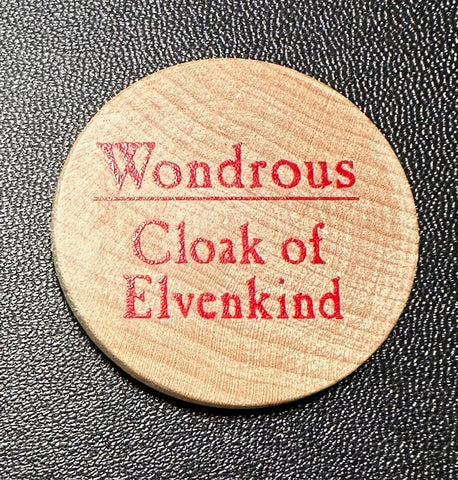 Wondrous
Cloak of
Elvenkind